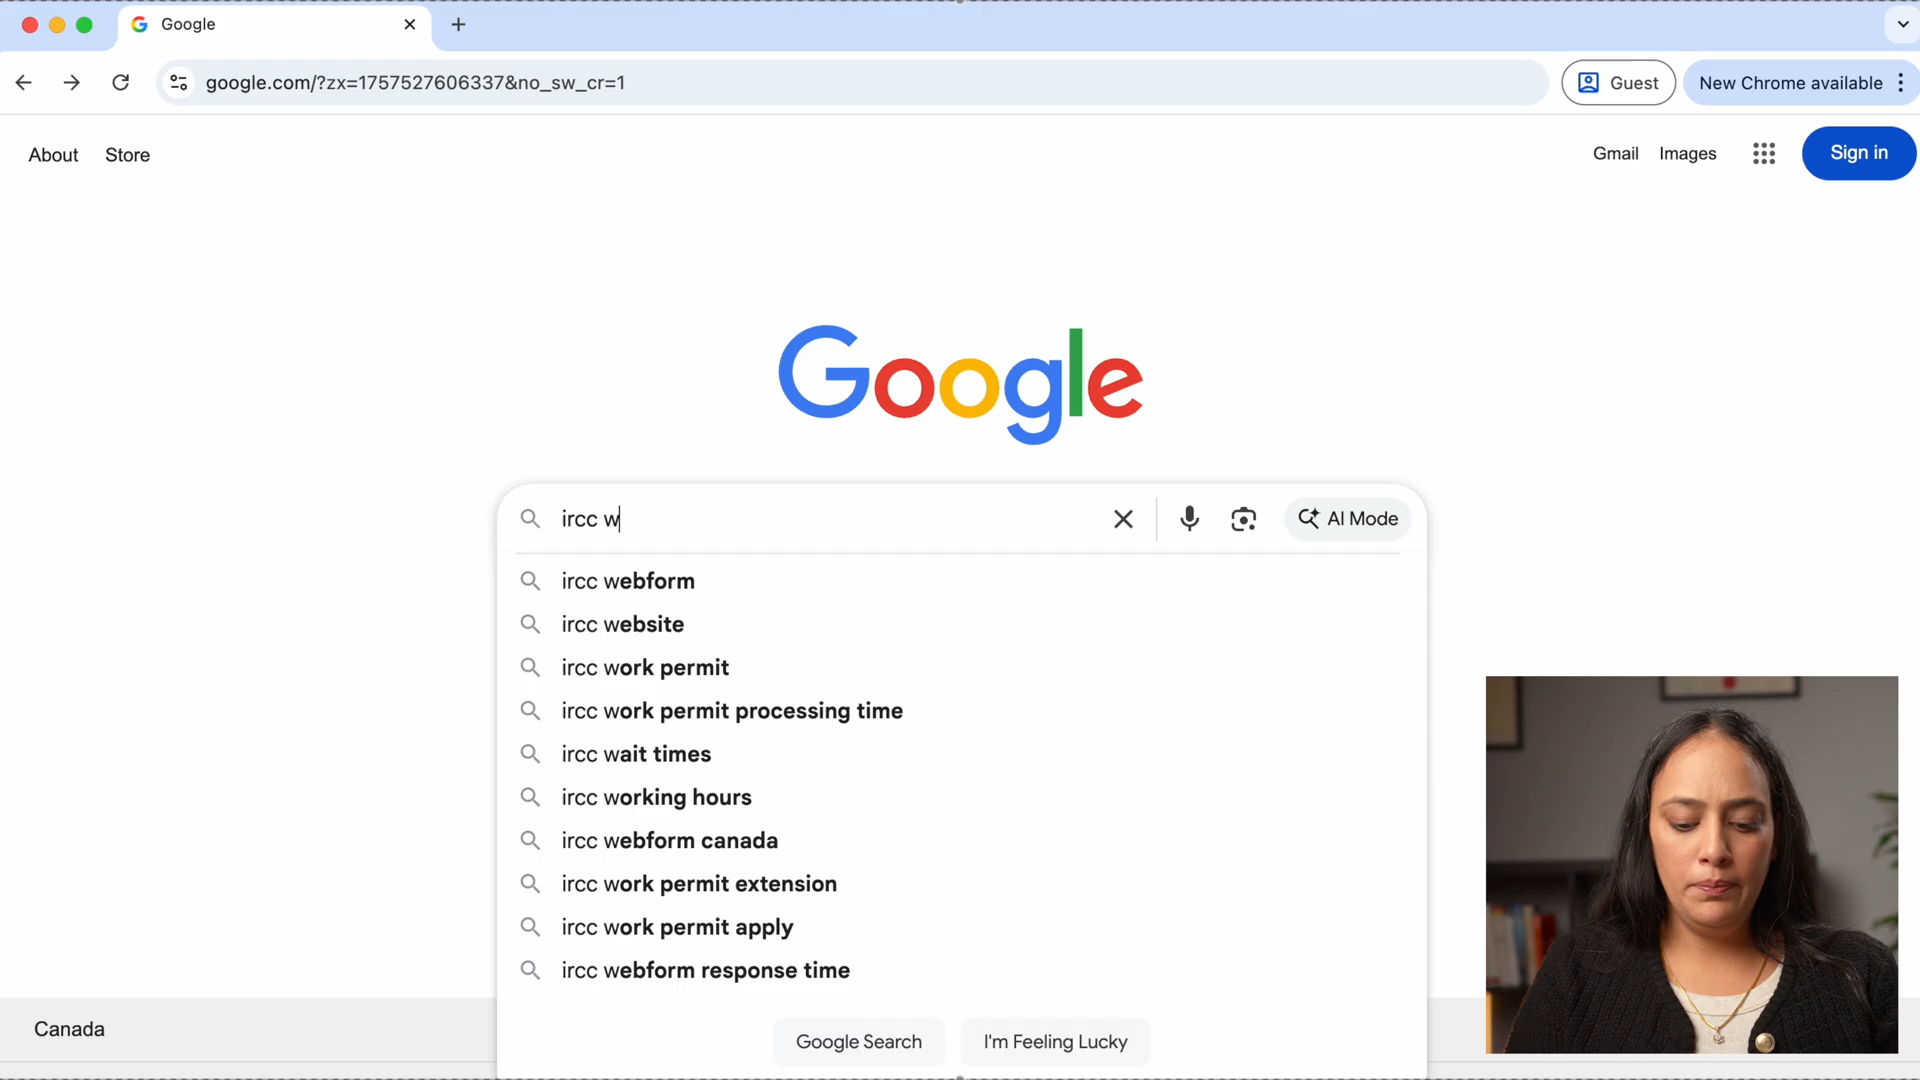 Google
google.com/?zx=1757527606337&no_sw_cr=1
Guest
New Chrome available
About
Store
Gmail
Images
Sign in
Google
ircc w
AI Mode
ircc webform
ircc website
ircc work permit
ircc work permit processing time
ircc wait times
ircc working hours
ircc webform canada
ircc work permit extension
ircc work permit apply
ircc webform response time
Google Search
I'm Feeling Lucky
Canada